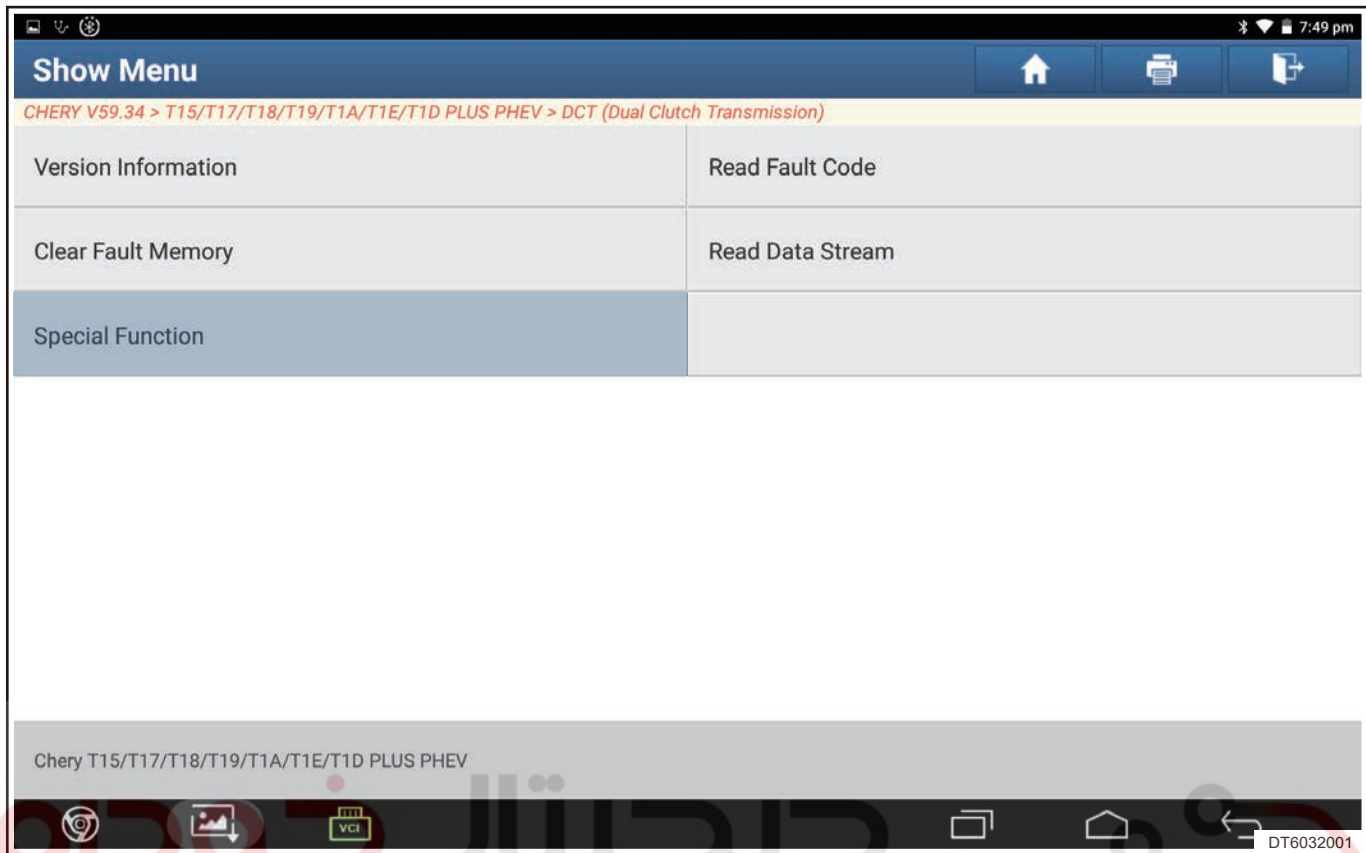 7:49 pm
Show Menu
CHERY V59.34 > T15/T17/T18/T19/T1A/T1E/T1D PLUS PHEV > DCT (Dual Clutch Transmission)
Version Information
Read Fault Code
Clear Fault Memory
Read Data Stream
Special Function
Chery T15/T17/T18/T19/T1A/T1E/T1D PLUS PHEV
VCI
DT6032001